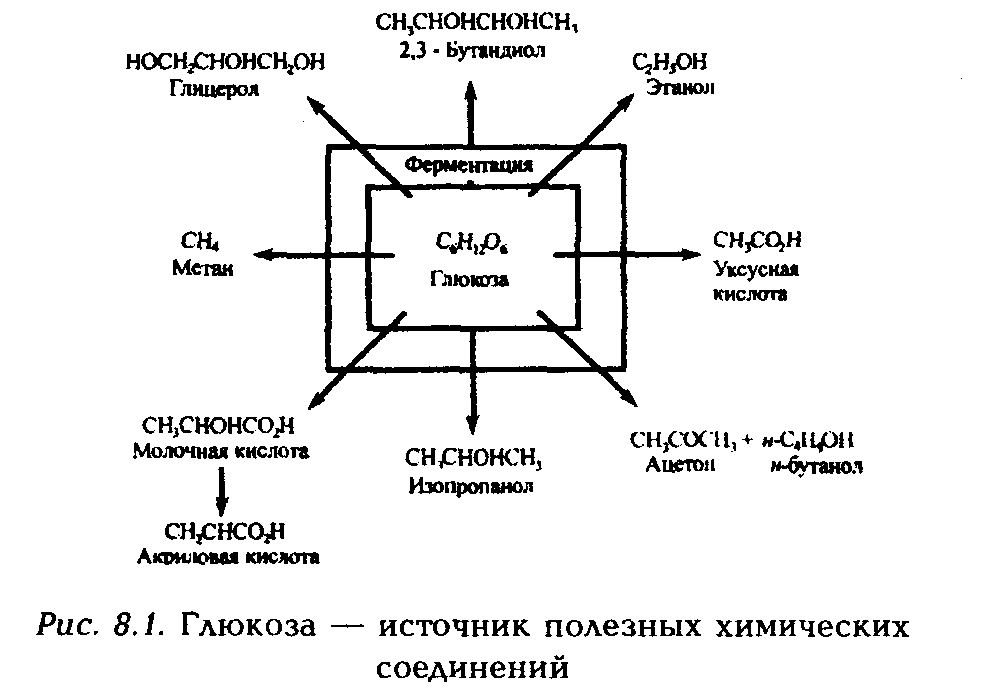 CH₃CHOHCHOHCH₃
2,3 - Бутандиол
HOCH₂CHOHCH₂OH
Глицерол
C₂H₅OH
Этанол
Ферментация
CH₄
Метан
C₆H₁₂O₆
Глюкоза
CH₃CO₂H
Уксусная
кислота
CH₃CHOHCO₂H
Молочная кислота
CH₃CHOHCH₃
Изопропанол
CH₃COCH₃ + н-C₄H₉OH
Ацетон н-бутанол
CH₂CHCO₂H
Акриловая кислота
Рис. 8.1. Глюкоза — источник полезных химических
соединений